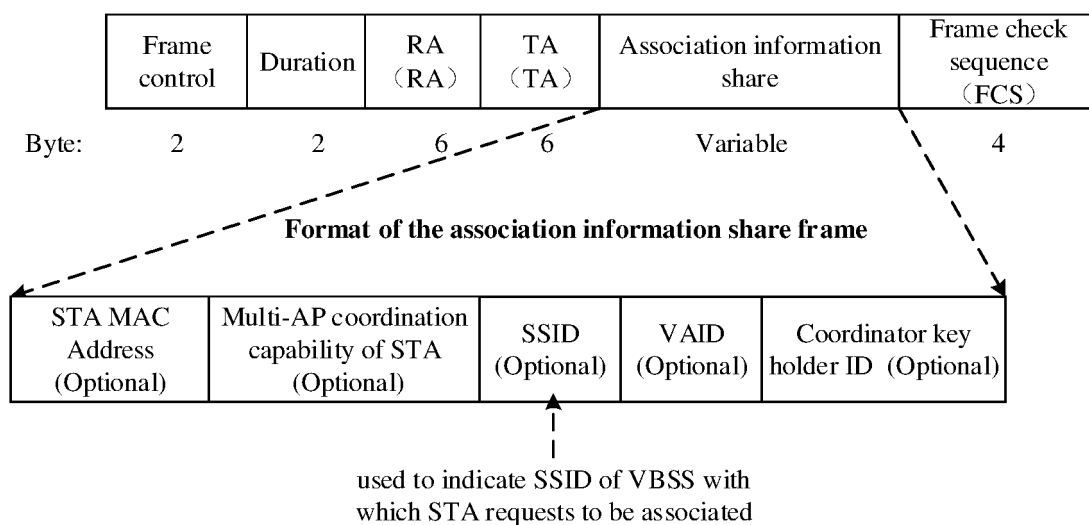 Frame control
Duration
RA (RA)
TA (TA)
Association information share
Frame check sequence (FCS)
Byte: 2 2 6 6 Variable 4
Format of the association information share frame
STA MAC Address (Optional)
Multi-AP coordination capability of STA (Optional)
SSID (Optional)
VAID (Optional)
Coordinator key holder ID (Optional)
used to indicate SSID of VBSS with
which STA requests to be associated